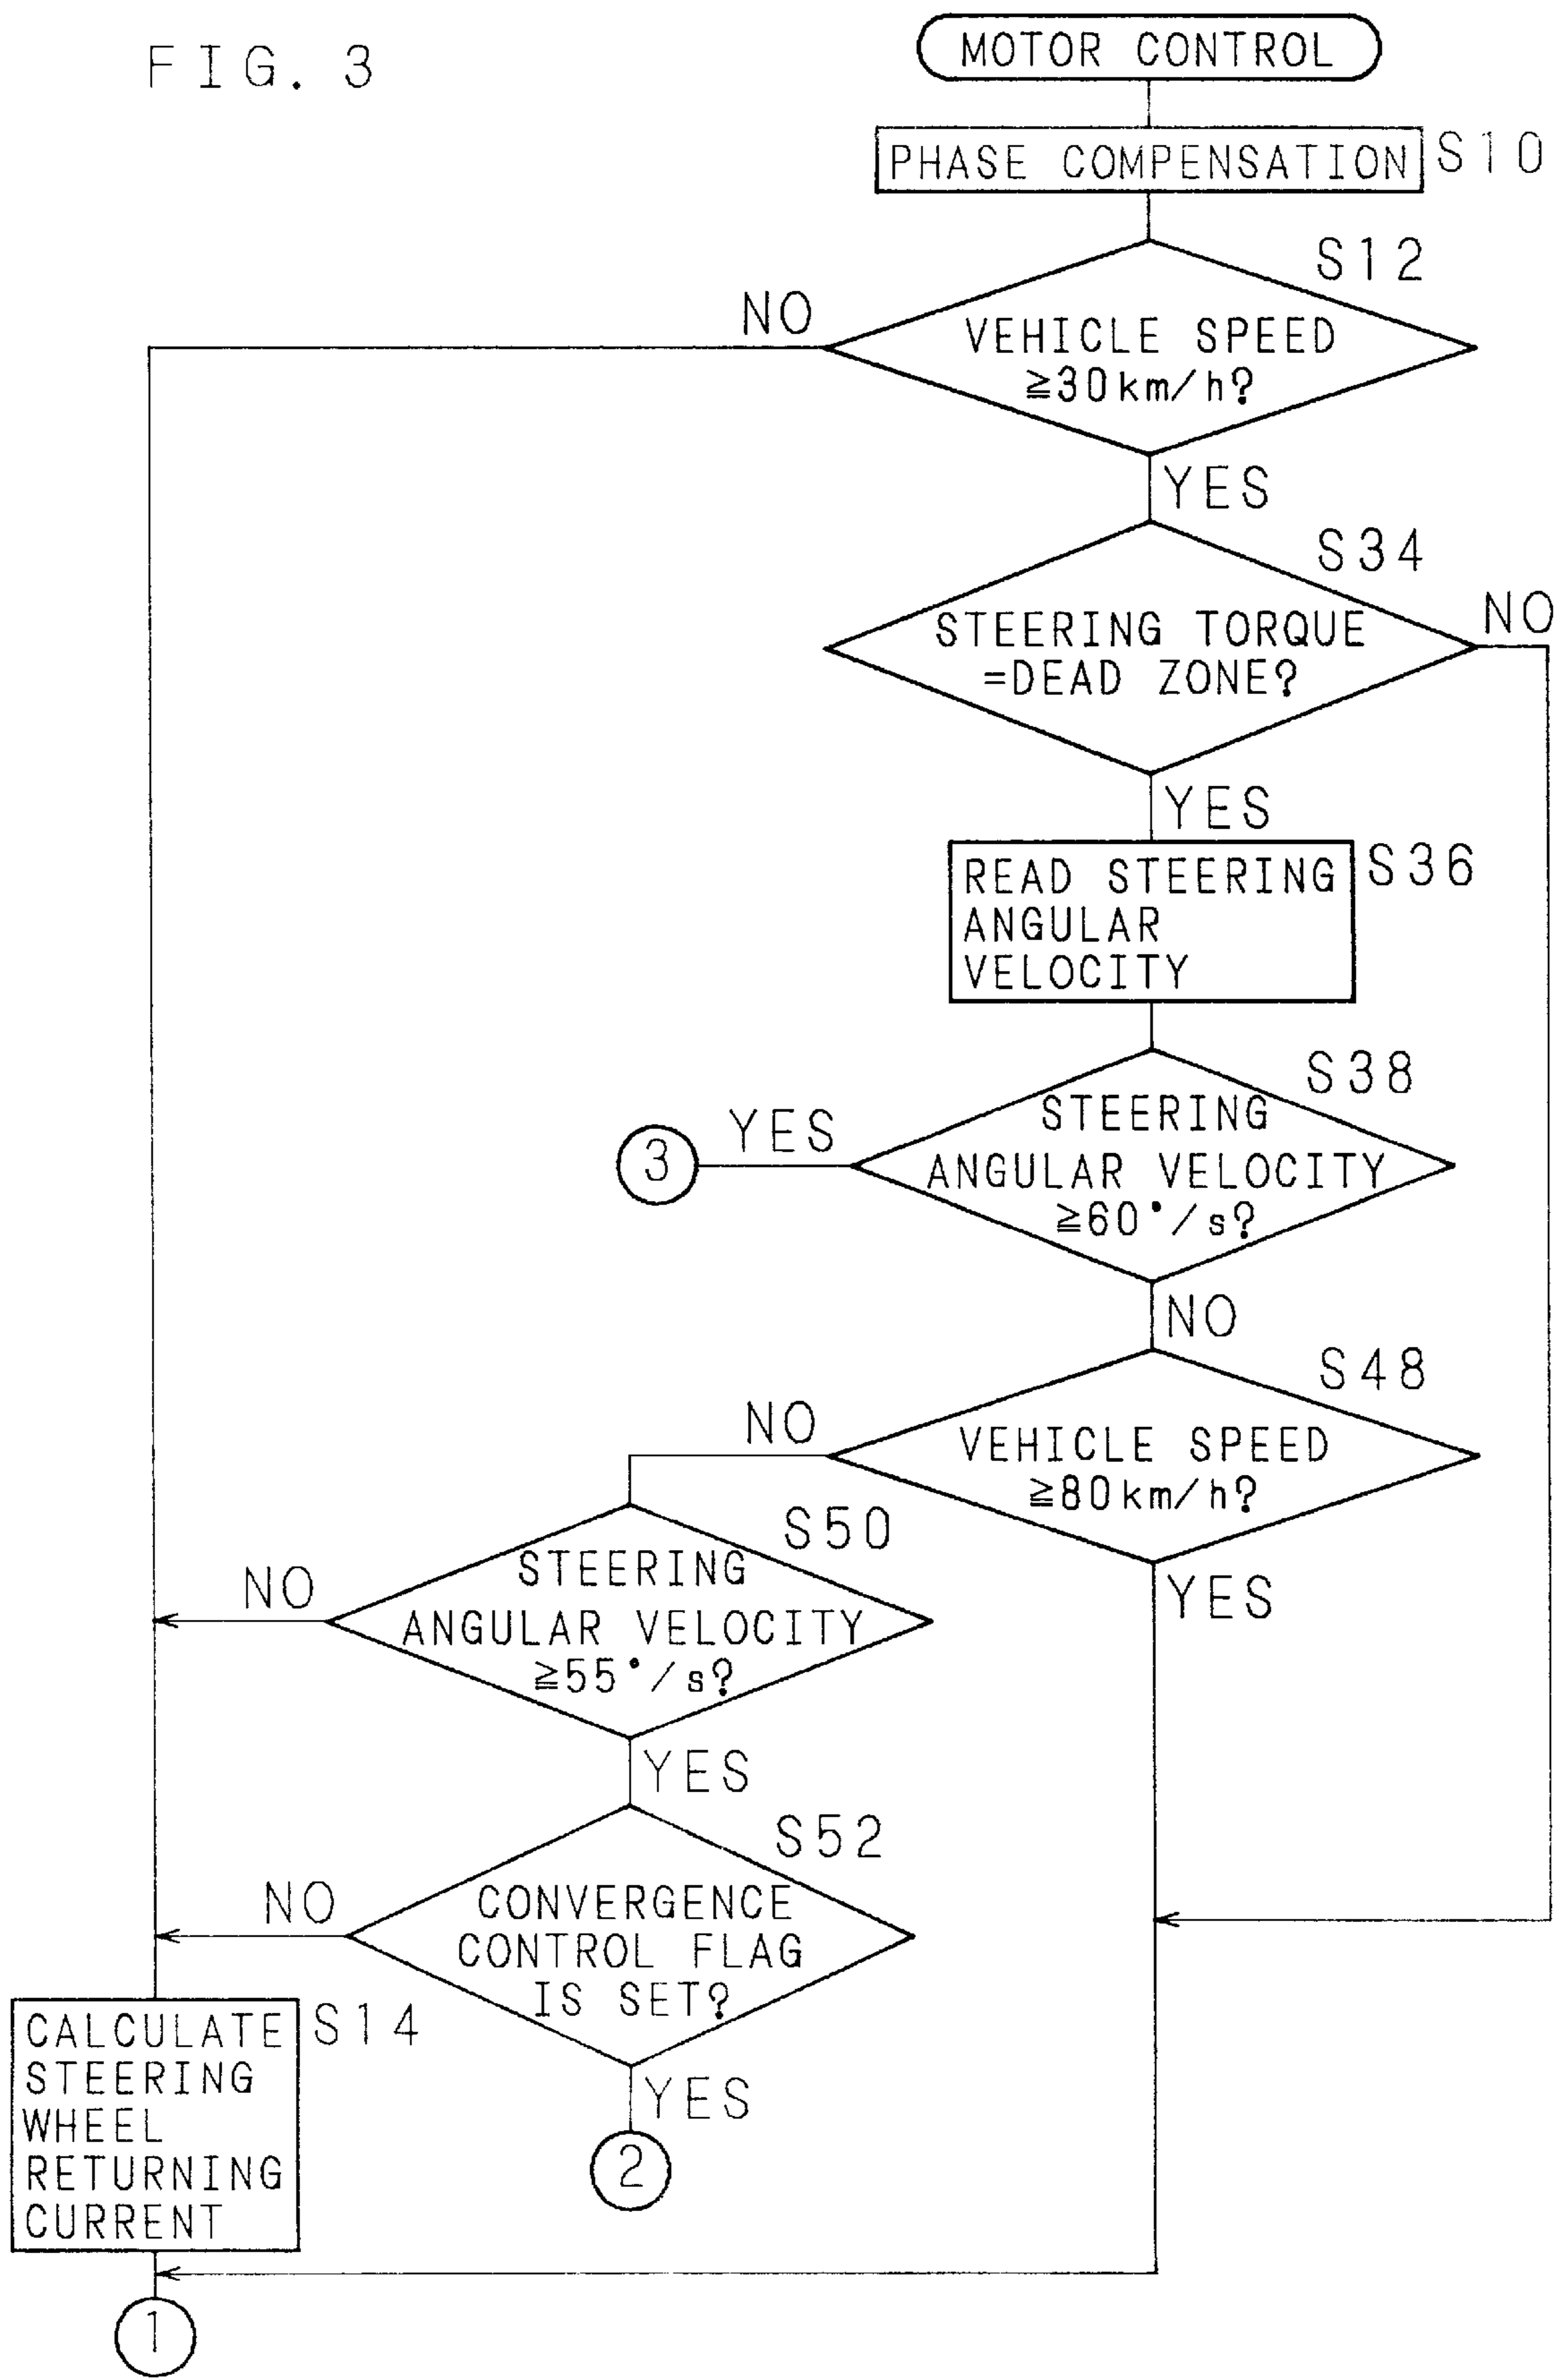 FIG. 3
MOTOR CONTROL
PHASE COMPENSATION
S10
S12
NO
VEHICLE SPEED
≧30km/h?
YES
S34
STEERING TORQUE
=DEAD ZONE?
NO
YES
READ STEERING
ANGULAR
VELOCITY
S36
S38
STEERING
ANGULAR VELOCITY
≧60°/s?
YES
3
NO
S48
VEHICLE SPEED
≧80km/h?
NO
YES
S50
STEERING
ANGULAR VELOCITY
≧55°/s?
NO
YES
S52
CONVERGENCE
CONTROL FLAG
IS SET?
NO
YES
2
CALCULATE
STEERING
WHEEL
RETURNING
CURRENT
S14
1